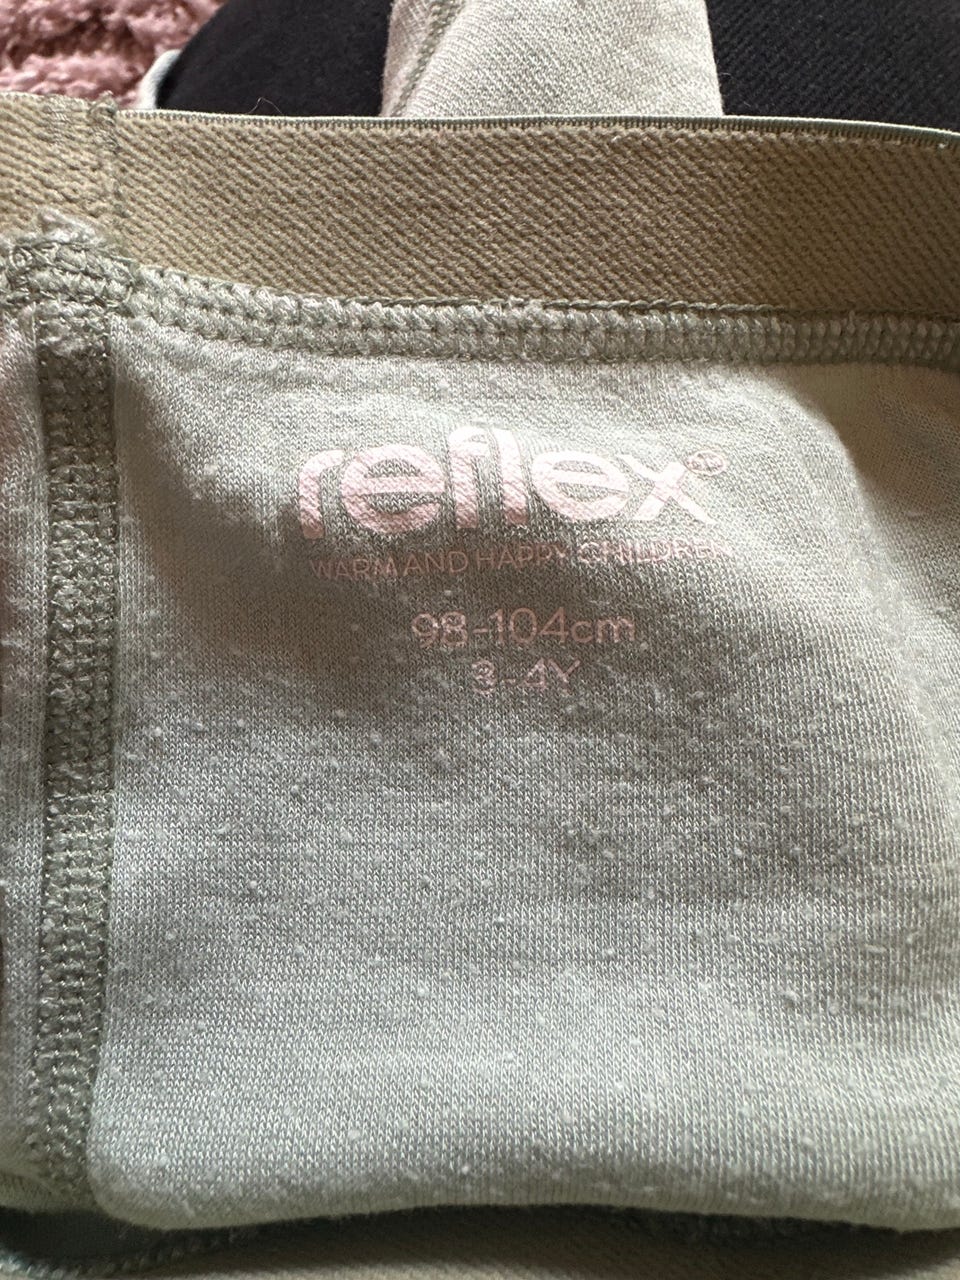 reflex
WARM AND HAPPY CHILDREN
98-104cm
3-4Y